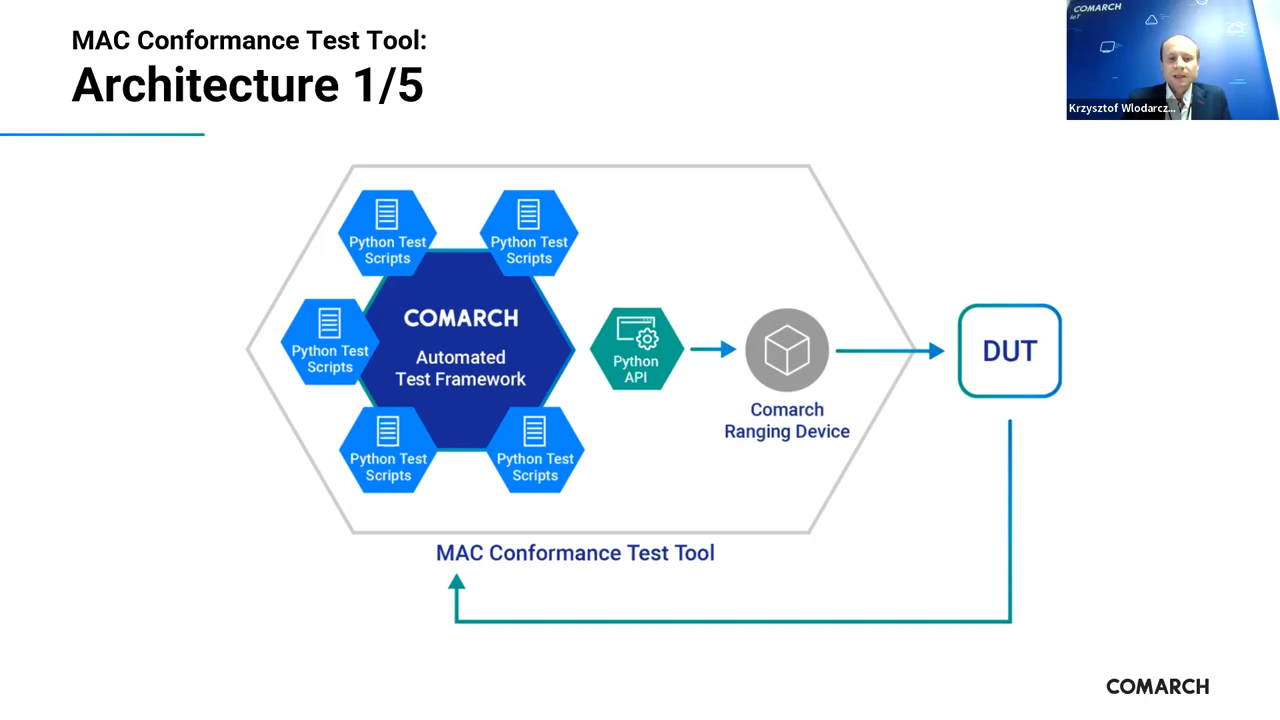 MAC Conformance Test Tool:
Architecture 1/5
COMARCH
IoT
Krzysztof Wlodarcz...
Python Test
Scripts
Python Test
Scripts
Python Test
Scripts
COMARCH
Automated
Test Framework
Python
API
Comarch
Ranging Device
DUT
Python Test
Scripts
Python Test
Scripts
MAC Conformance Test Tool
COMARCH